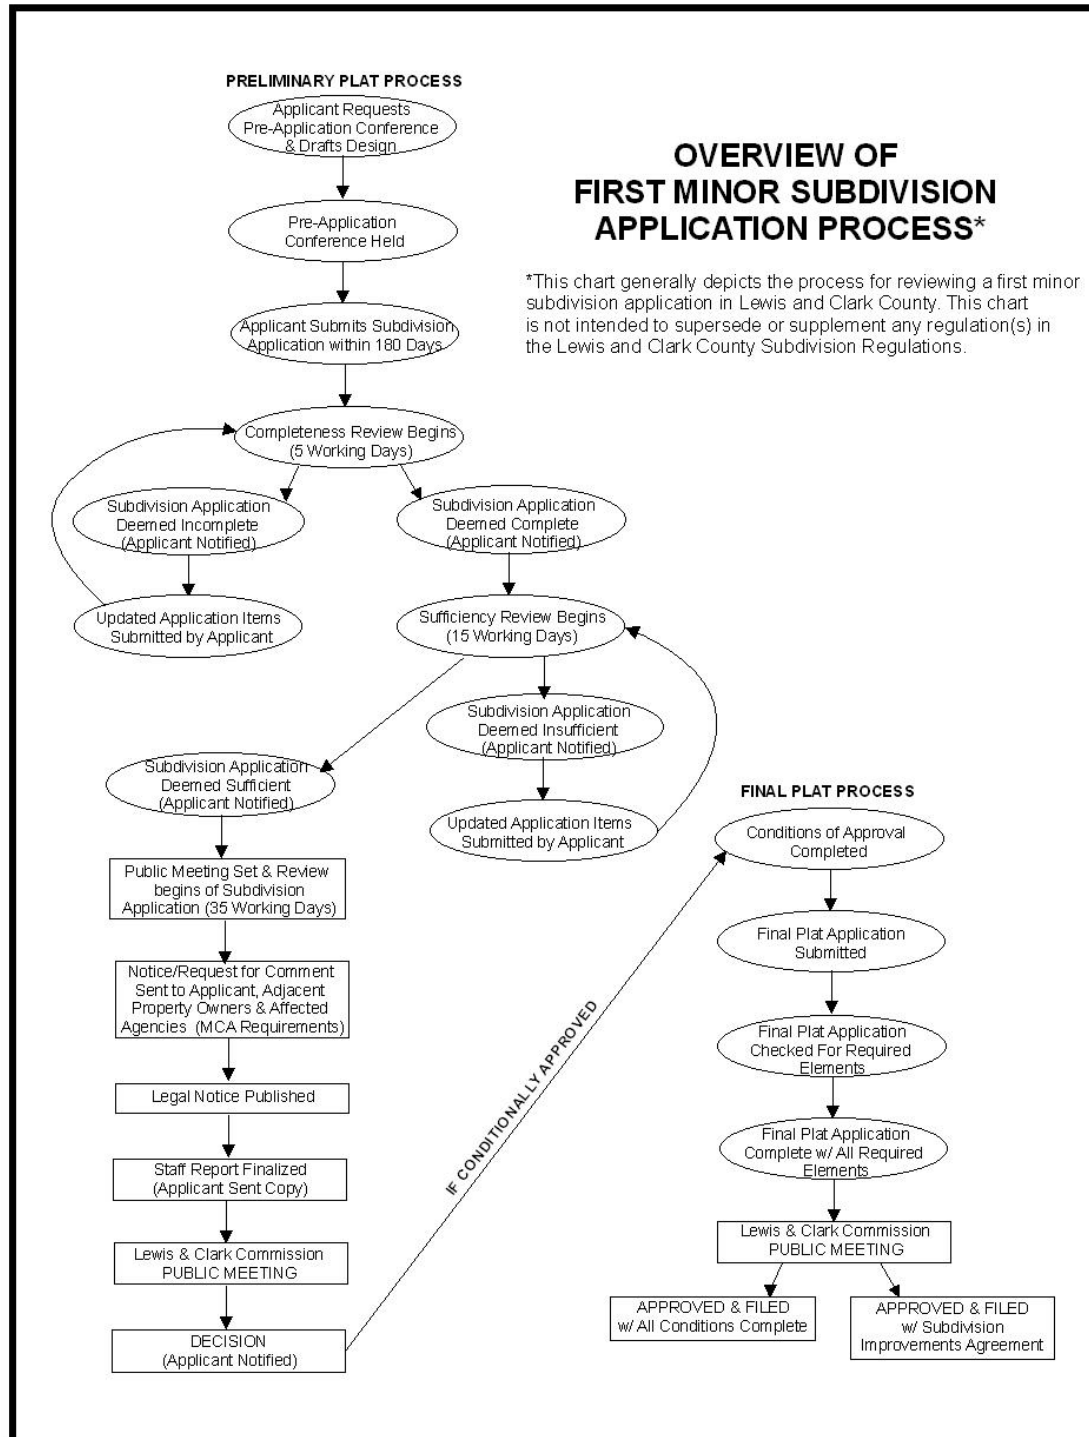 PRELIMINARY PLAT PROCESS
Applicant Requests
Pre-Application Conference
& Drafts Design
OVERVIEW OF
FIRST MINOR SUBDIVISION
APPLICATION PROCESS*
*This chart generally depicts the process for reviewing a first minor
subdivision application in Lewis and Clark County. This chart
is not intended to supersede or supplement any regulation(s) in
the Lewis and Clark County Subdivision Regulations.
Pre-Application
Conference Held
Applicant Submits Subdivision
Application within 180 Days
Completeness Review Begins
(5 Working Days)
Subdivision Application
Deemed Incomplete
(Applicant Notified)
Updated Application Items
Submitted by Applicant
Subdivision Application
Deemed Complete
(Applicant Notified)
Sufficiency Review Begins
(15 Working Days)
Subdivision Application
Deemed Insufficient
(Applicant Notified)
Updated Application Items
Submitted by Applicant
Subdivision Application
Deemed Sufficient
(Applicant Notified)
Public Meeting Set & Review
begins of Subdivision
Application (35 Working Days)
Notice/Request for Comment
Sent to Applicant, Adjacent
Property Owners & Affected
Agencies (MCA Requirements)
Legal Notice Published
Staff Report Finalized
(Applicant Sent Copy)
Lewis & Clark Commission
PUBLIC MEETING
DECISION
(Applicant Notified)
IF CONDITIONALLY APPROVED
FINAL PLAT PROCESS
Conditions of Approval
Completed
Final Plat Application
Submitted
Final Plat Application
Checked For Required
Elements
Final Plat Application
Complete w/ All Required
Elements
Lewis & Clark Commission
PUBLIC MEETING
APPROVED & FILED
w/ All Conditions Complete
APPROVED & FILED
w/ Subdivision
Improvements Agreement